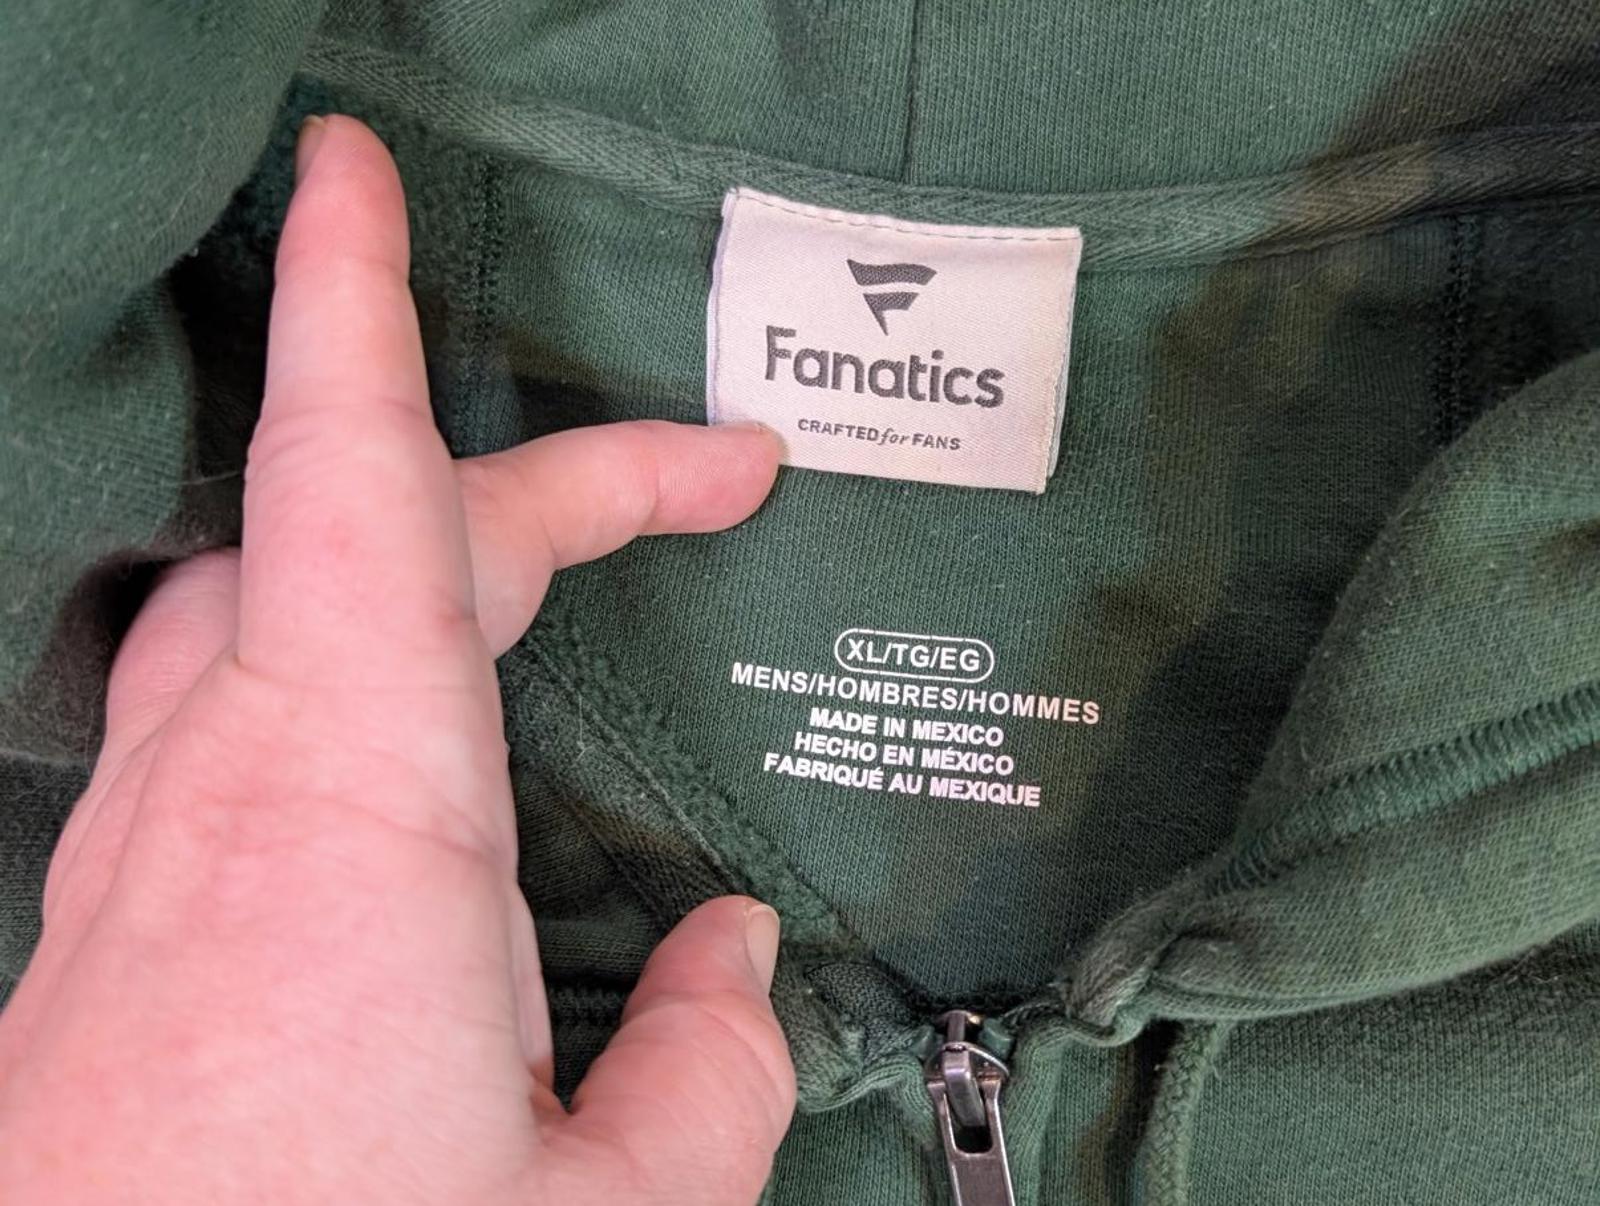 Fanatics
CRAFTED for FANS
XL/TG/EG
MENS/HOMBRES/HOMMES
MADE IN MEXICO
HECHO EN MÉXICO
FABRIQUÉ AU MEXIQUE